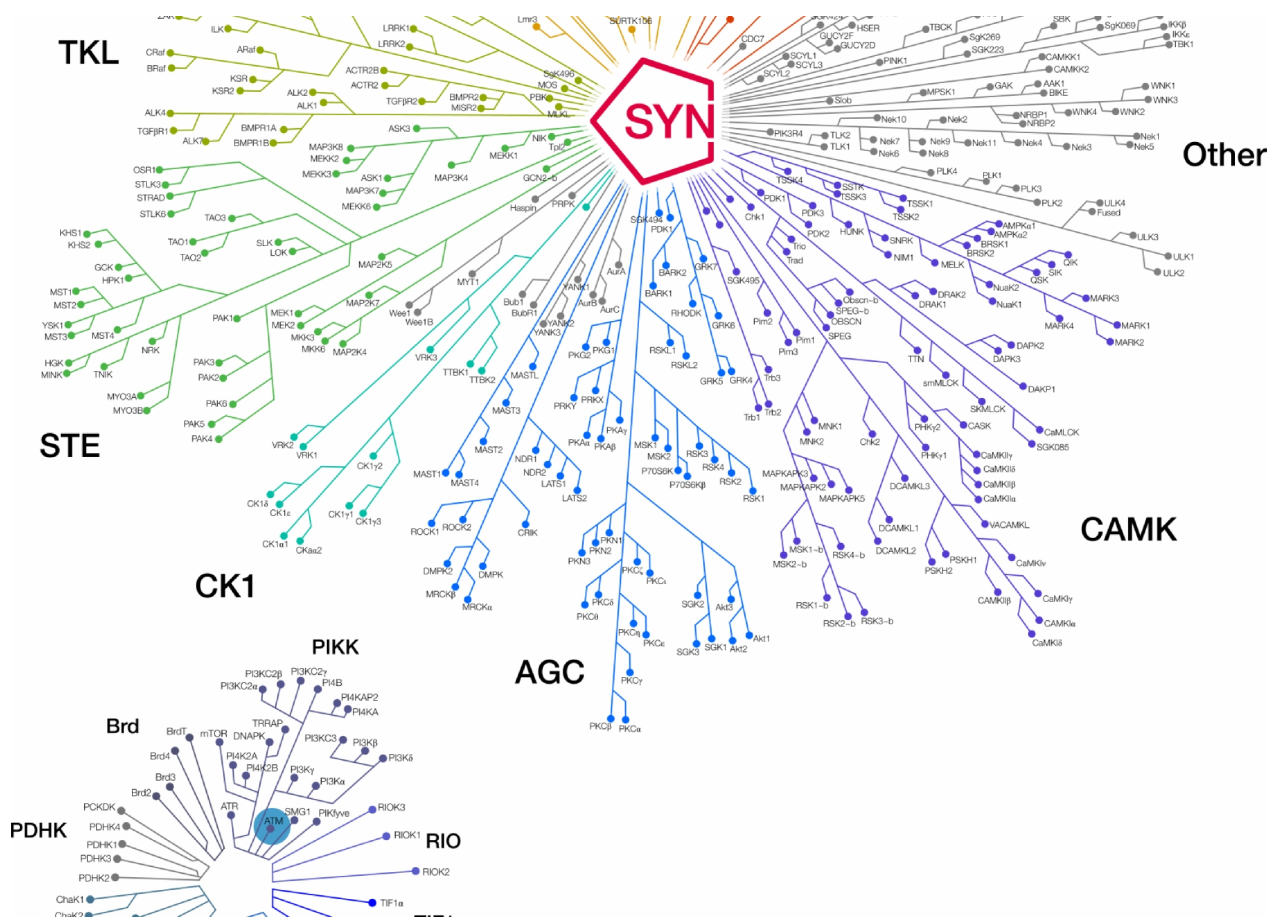 TKL
ILK
LRRK1
LRRK2
Lmr3
SURTK106
CDC7
HSER
GUCY2F
GUCY2D
SCYL1
SCYL3
SCYL2
TBCK
SgK269
SGK223
PINK1
SBK
SgK069
IKKβ
IKKε
TBK1
CAMKK1
CAMKK2
CRaf
BRaf
ARaf
KSR
KSR2
ACTR2B
ACTR2
TGFβR2
BMPR2
MISR2
SgK496
MOS
PBK
MLKL
ALK2
ALK1
ALK4
TGFβR1
ALK7
BMPR1A
BMPR1B
SYN
Slob
MPSK1
GAK
AAK1
BIKE
WNK1
WNK3
WNK4
WNK2
NRBP1
NRBP2
Nek10
Nek2
PIK3R4
TLK2
TLK1
Nek7
Nek6
Nek9
Nek8
Nek11
Nek4
Nek3
Nek1
Nek5
Other
PLK4
PLK1
PLK3
PLK2
ULK4
Fused
ULK3
ULK1
ULK2
ASK3
NIK
Tpl2
MEKK1
MAP3K8
MEKK2
MEKK3
ASK1
MAP3K7
MEKK6
MAP3K4
GCN2~b
Haspin
PRPK
OSR1
STLK3
STRAD
STLK6
TAO3
TAO1
TAO2
SLK
LOK
KHS1
KHS2
GCK
HPK1
MST1
MST2
YSK1
MST3
MST4
HGK
MINK
TNIK
NRK
MYO3A
MYO3B
PAK1
PAK3
PAK2
PAK6
PAK5
PAK4
MAP2K5
MAP2K7
MEK1
MEK2
MKK3
MKK6
MAP2K4
STE
MYT1
Wee1
Wee1B
Bub1
BubR1
AurA
AurB
AurC
YANK1
YANK2
YANK3
VRK3
TTBK1
TTBK2
VRK2
VRK1
CK1γ2
CK1δ
CK1ε
CK1γ1
CK1γ3
CK1α1
CKaα2
CK1
SGK494
PDK1
BARK2
BARK1
GRK7
RHODK
GRK6
GRK5
GRK4
RSKL1
RSKL2
PKG2
PKG1
PRKY
PRKX
PKAγ
PKAα
PKAβ
MASTL
MAST3
MAST2
MAST1
MAST4
NDR1
NDR2
LATS1
LATS2
ROCK1
ROCK2
CRIK
DMPK2
DMPK
MRCKβ
MRCKα
MSK1
MSK2
P70S6K
P70S6Kβ
RSK3
RSK4
RSK2
RSK1
PKN1
PKN2
PKN3
PKCζ
PKCι
PKCδ
PKCθ
PKCη
PKCε
PKCγ
PKCβ
PKCα
SGK2
SGK3
SGK1
Akt3
Akt2
Akt1
AGC
TSSK4
SSTK
TSSK3
TSSK1
TSSK2
Chk1
PDK1
PDK3
PDK2
HUNK
SNRK
NIM1
MELK
Trio
Trad
AMPKα1
AMPKα2
BRSK1
BRSK2
QIK
SIK
QSK
NuaK2
NuaK1
MARK3
MARK4
MARK1
MARK2
SGK495
Pim2
Pim1
Pim3
Trb3
Trb1
Trb2
Obscn~b
SPEG~b
OBSCN
SPEG
DRAK2
DRAK1
DAPK2
DAPK3
DAKP1
TTN
smMLCK
SKMLCK
CaMLCK
SGK085
MNK1
MNK2
MAPKAPK3
MAPKAPK2
MAPKAPK5
MSK1~b
MSK2~b
RSK4~b
RSK1~b
RSK2~b
RSK3~b
Chk2
PHKγ2
PHKγ1
CASK
CaMKIIγ
CaMKIIδ
CaMKIIβ
CaMKIIα
DCAMKL3
DCAMKL1
DCAMKL2
VACAMKL
PSKH1
PSKH2
CaMKIv
CAMKIIβ
CaMKIγ
CAMKIα
CaMKIδ
CAMK
PIKK
PI3KC2γ
PI3KC2β
PI3KC2α
PI4B
PI4KAP2
PI4KA
TRRAP
DNAPK
mTOR
PI4K2A
PI4K2B
PI3KC3
PI3Kβ
PI3Kδ
PI3Kγ
PI3Kα
ATR
ATM
SMG1
PIKfyve
Brd
BrdT
Brd4
Brd3
Brd2
PDHK
PCKDK
PDHK4
PDHK1
PDHK3
PDHK2
RIO
RIOK3
RIOK1
RIOK2
ChaK1
ChaK2
TIF1α